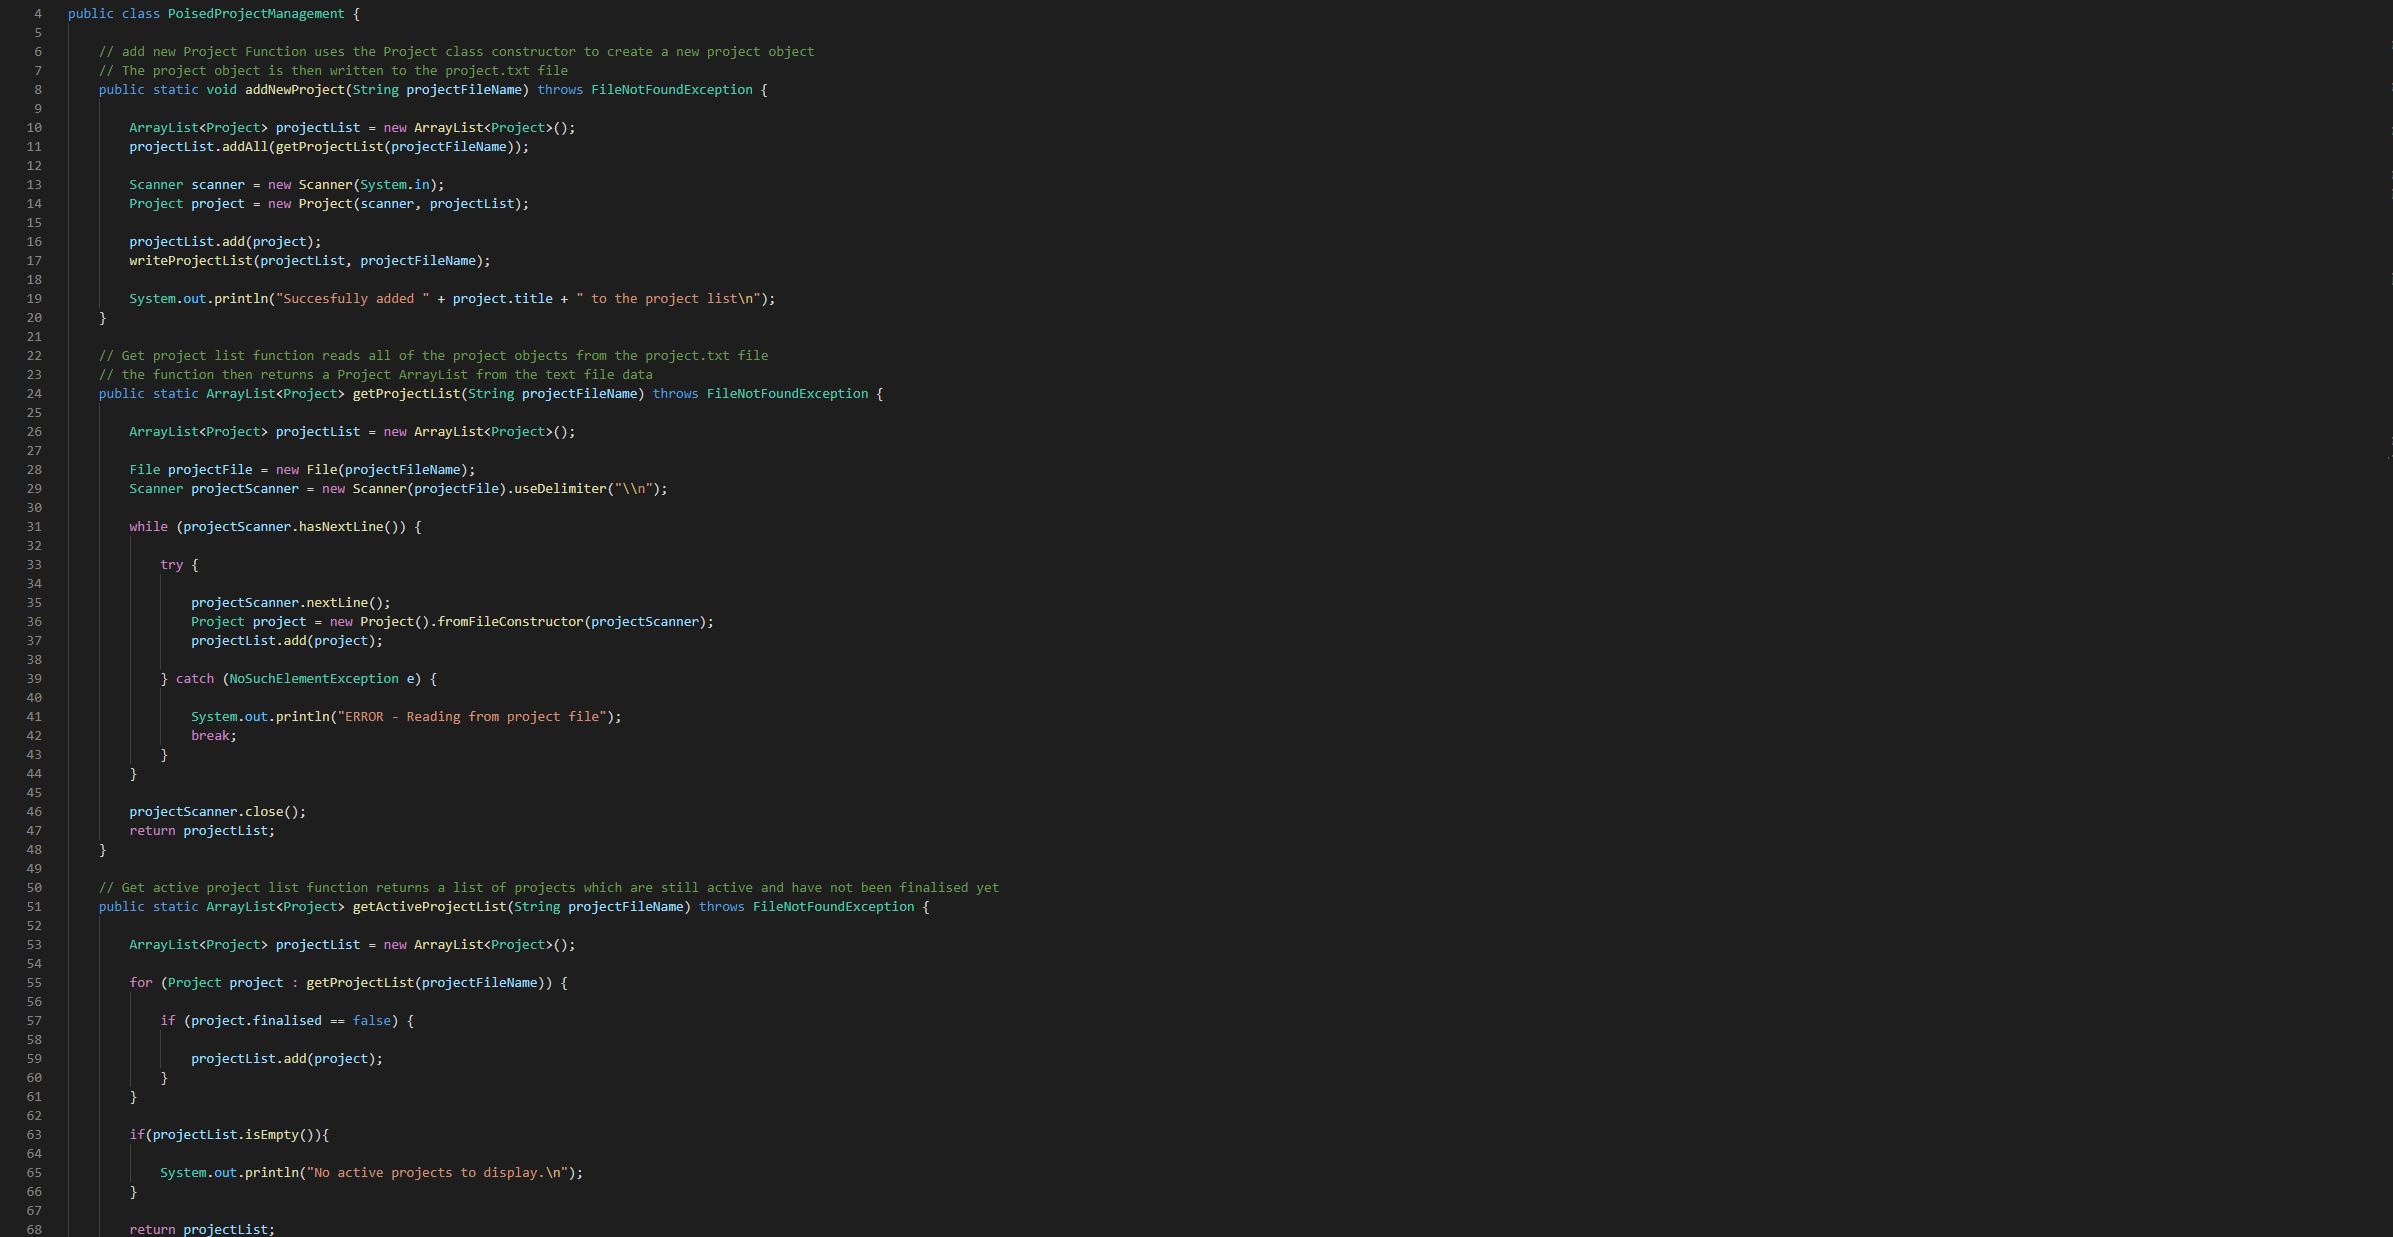 4 public class PoisedProjectManagement {
5
6 // add new Project Function uses the Project class constructor to create a new project object
7 // The project object is then written to the project.txt file
8 public static void addNewProject(String projectFileName) throws FileNotFoundException {
9
10 ArrayList<Project> projectList = new ArrayList<Project>();
11 projectList.addAll(getProjectList(projectFileName));
12
13 Scanner scanner = new Scanner(System.in);
14 Project project = new Project(scanner, projectList);
15
16 projectList.add(project);
17 writeProjectList(projectList, projectFileName);
18
19 System.out.println("Succesfully added " + project.title + " to the project list\n");
20 }
21
22 // Get project list function reads all of the project objects from the project.txt file
23 // the function then returns a Project ArrayList from the text file data
24 public static ArrayList<Project> getProjectList(String projectFileName) throws FileNotFoundException {
25
26 ArrayList<Project> projectList = new ArrayList<Project>();
27
28 File projectFile = new File(projectFileName);
29 Scanner projectScanner = new Scanner(projectFile).useDelimiter("\\n");
30
31 while (projectScanner.hasNextLine()) {
32
33 try {
34
35 projectScanner.nextLine();
36 Project project = new Project().fromFileConstructor(projectScanner);
37 projectList.add(project);
38
39 } catch (NoSuchElementException e) {
40
41 System.out.println("ERROR - Reading from project file");
42 break;
43 }
44 }
45
46 projectScanner.close();
47 return projectList;
48 }
49
50 // Get active project list function returns a list of projects which are still active and have not been finalised yet
51 public static ArrayList<Project> getActiveProjectList(String projectFileName) throws FileNotFoundException {
52
53 ArrayList<Project> projectList = new ArrayList<Project>();
54
55 for (Project project : getProjectList(projectFileName)) {
56
57 if (project.finalised == false) {
58
59 projectList.add(project);
60 }
61 }
62
63 if(projectList.isEmpty()){
64
65 System.out.println("No active projects to display.\n");
66 }
67
68 return projectList;